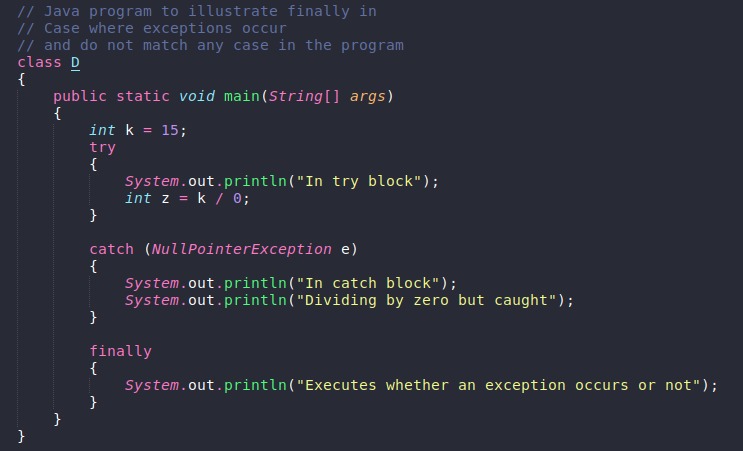 // Java program to illustrate finally in
// Case where exceptions occur
// and do not match any case in the program
class D
{
    public static void main(String[] args)
    {
        int k = 15;
        try
        {
            System.out.println("In try block");
            int z = k / 0;
        }

        catch (NullPointerException e)
        {
            System.out.println("In catch block");
            System.out.println("Dividing by zero but caught");
        }

        finally
        {
            System.out.println("Executes whether an exception occurs or not");
        }
    }
}